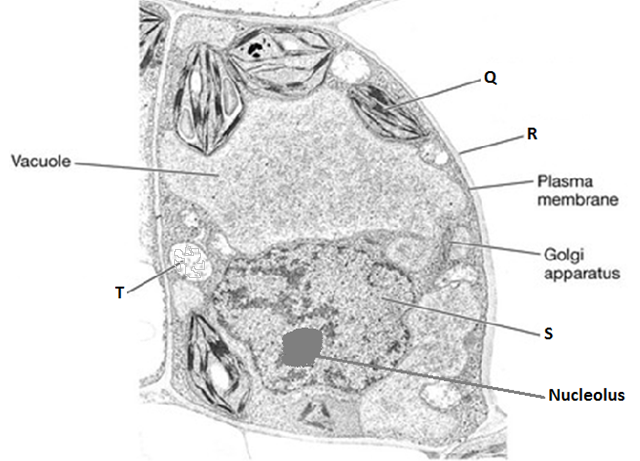 Q
R
Vacuole
Plasma
membrane
Golgi
apparatus
T
S
Nucleolus